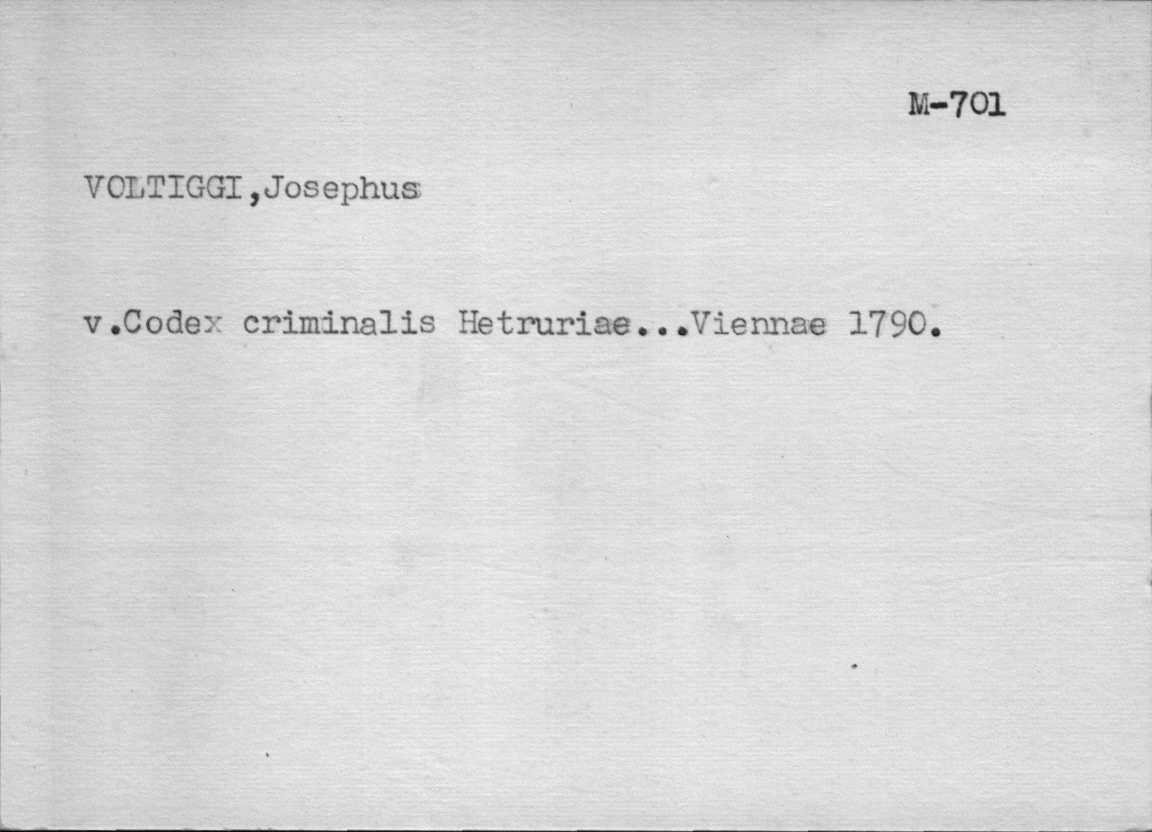 M-701
VOLTIGGI,Josephus
v.Codex criminalis Hetruriae...Viennae 1790.